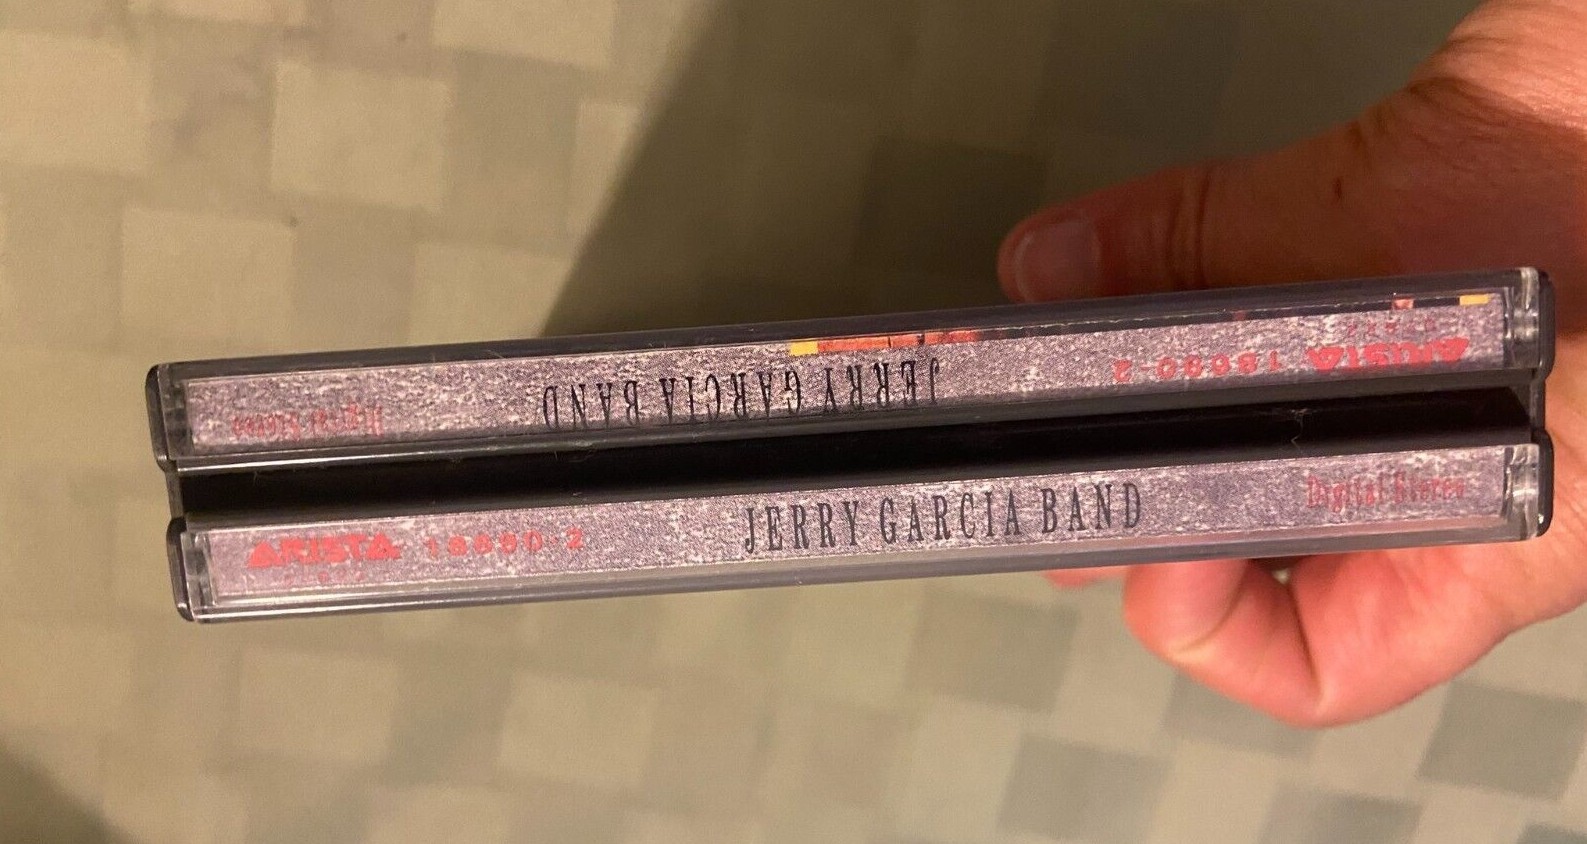 ARISTA 18690-2 JERRY GARCIA BAND Digital Stereo
ARISTA 18690-2 JERRY GARCIA BAND Digital Stereo